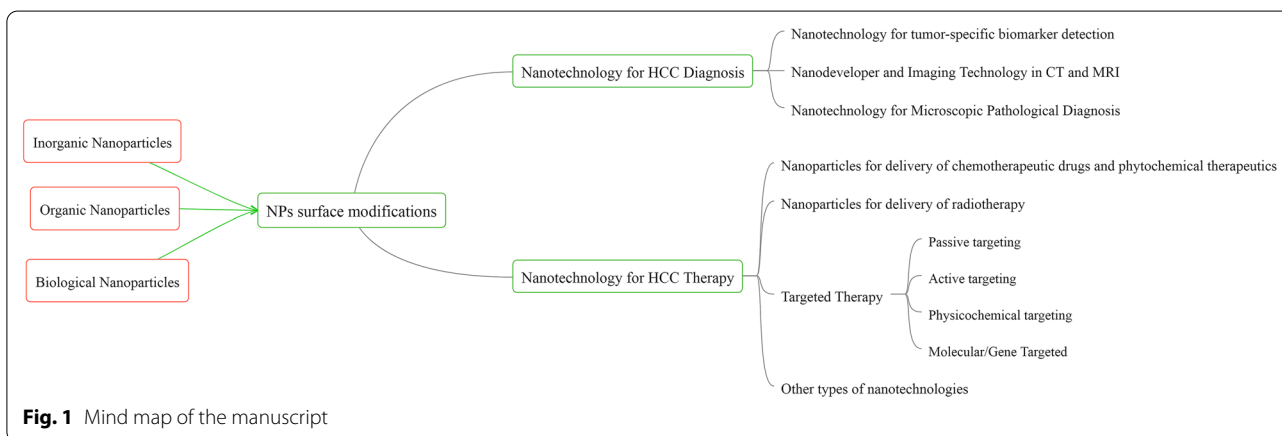 Inorganic Nanoparticles
Organic Nanoparticles
Biological Nanoparticles
NPs surface modifications
Nanotechnology for HCC Diagnosis
Nanotechnology for tumor-specific biomarker detection
Nanodeveloper and Imaging Technology in CT and MRI
Nanotechnology for Microscopic Pathological Diagnosis
Nanotechnology for HCC Therapy
Nanoparticles for delivery of chemotherapeutic drugs and phytochemical therapeutics
Nanoparticles for delivery of radiotherapy
Targeted Therapy
Passive targeting
Active targeting
Physicochemical targeting
Molecular/Gene Targeted
Other types of nanotechnologies
Fig. 1 Mind map of the manuscript